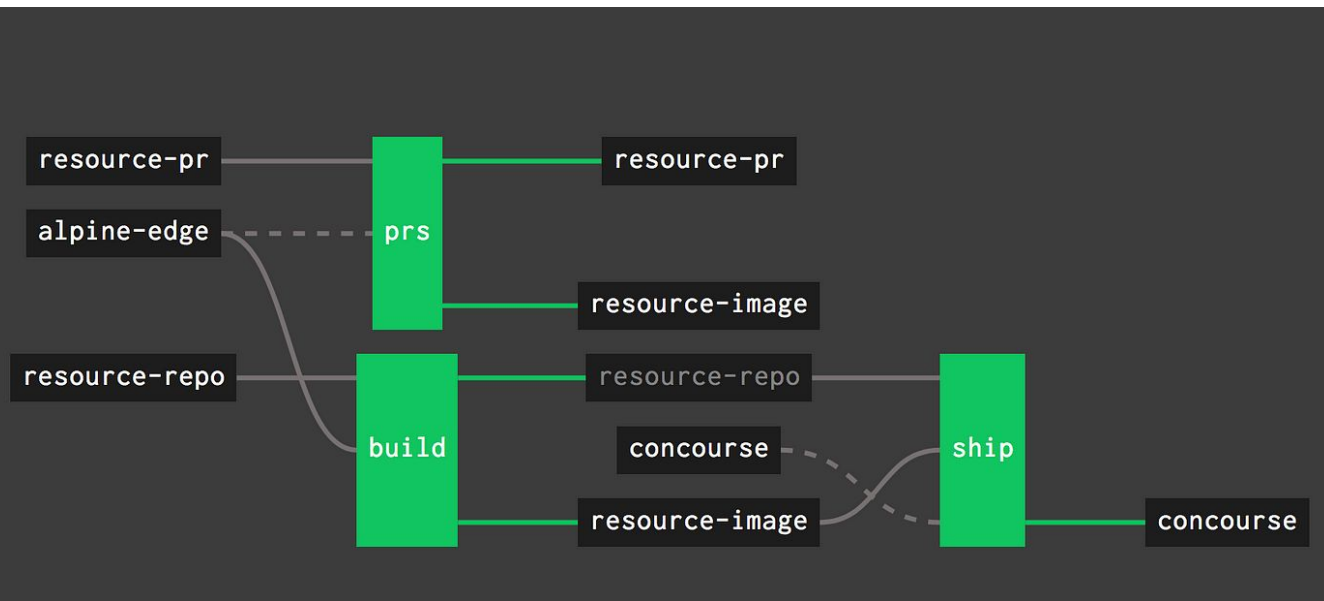 resource-pr
resource-pr
alpine-edge
prs
resource-image
resource-repo
resource-repo
build
concourse
ship
resource-image
concourse